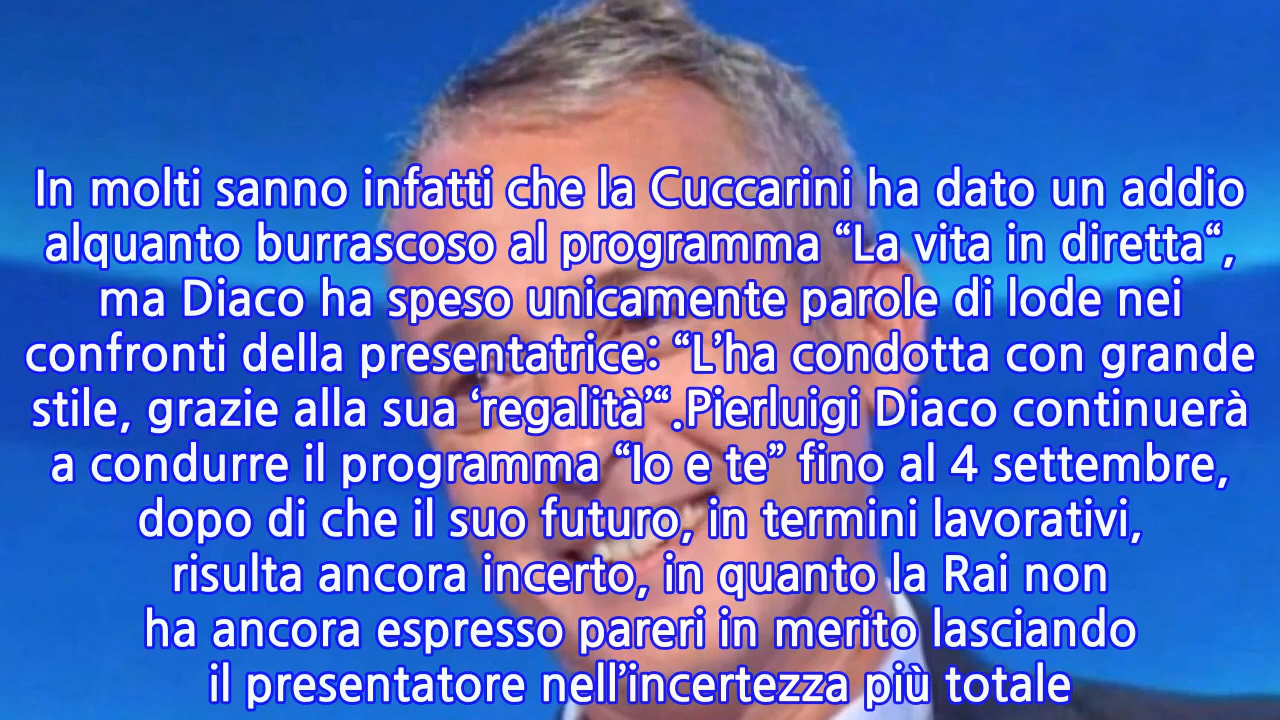 In molti sanno infatti che la Cuccarini ha dato un addio
alquanto burrascoso al programma “La vita in diretta“,
ma Diaco ha speso unicamente parole di lode nei
confronti della presentatrice: “L’ha condotta con grande
stile, grazie alla sua ‘regalità’“.Pierluigi Diaco continuerà
a condurre il programma “Io e te” fino al 4 settembre,
dopo di che il suo futuro, in termini lavorativi,
risulta ancora incerto, in quanto la Rai non
ha ancora espresso pareri in merito lasciando
il presentatore nell’incertezza più totale